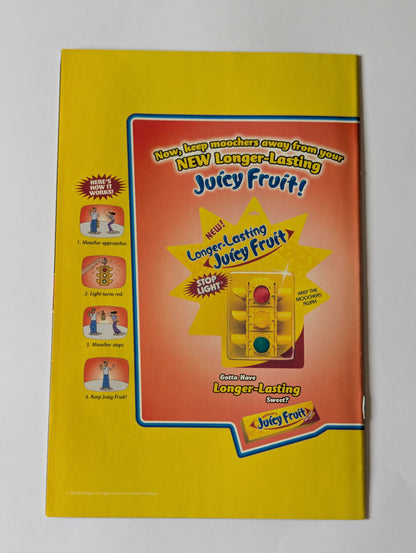 Now, keep moochers away from your
NEW Longer-Lasting
Juicy Fruit!
HERE'S
HOW IT
WORKS!
1. Moocher approaches
2. Light turns red.
3. Moocher stops
4. Keep Juicy Fruit!
NEW!
Longer-Lasting
Juicy Fruit
STOP
LIGHT
KEEP THE
MOOCHERS
Gotta Have
Longer-Lasting
Sweet?
Juicy Fruit